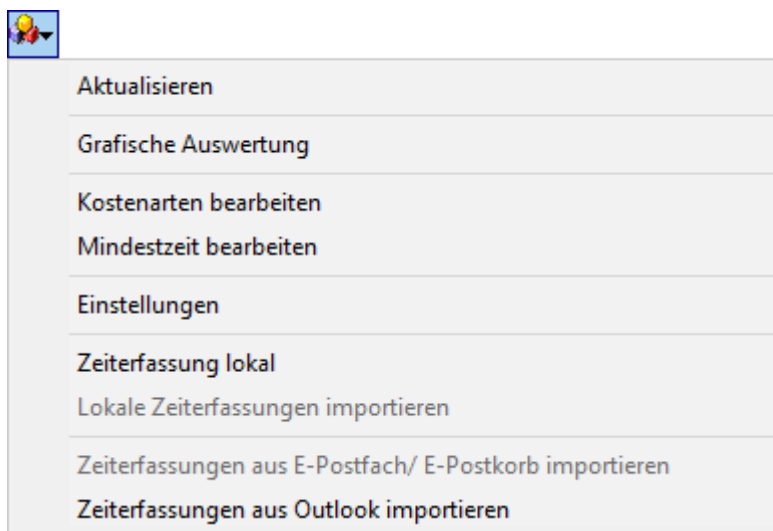 Aktualisieren
Grafische Auswertung
Kostenarten bearbeiten
Mindestzeit bearbeiten
Einstellungen
Zeiterfassung lokal
Lokale Zeiterfassungen importieren
Zeiterfassungen aus E-Postfach/ E-Postkorb importieren
Zeiterfassungen aus Outlook importieren